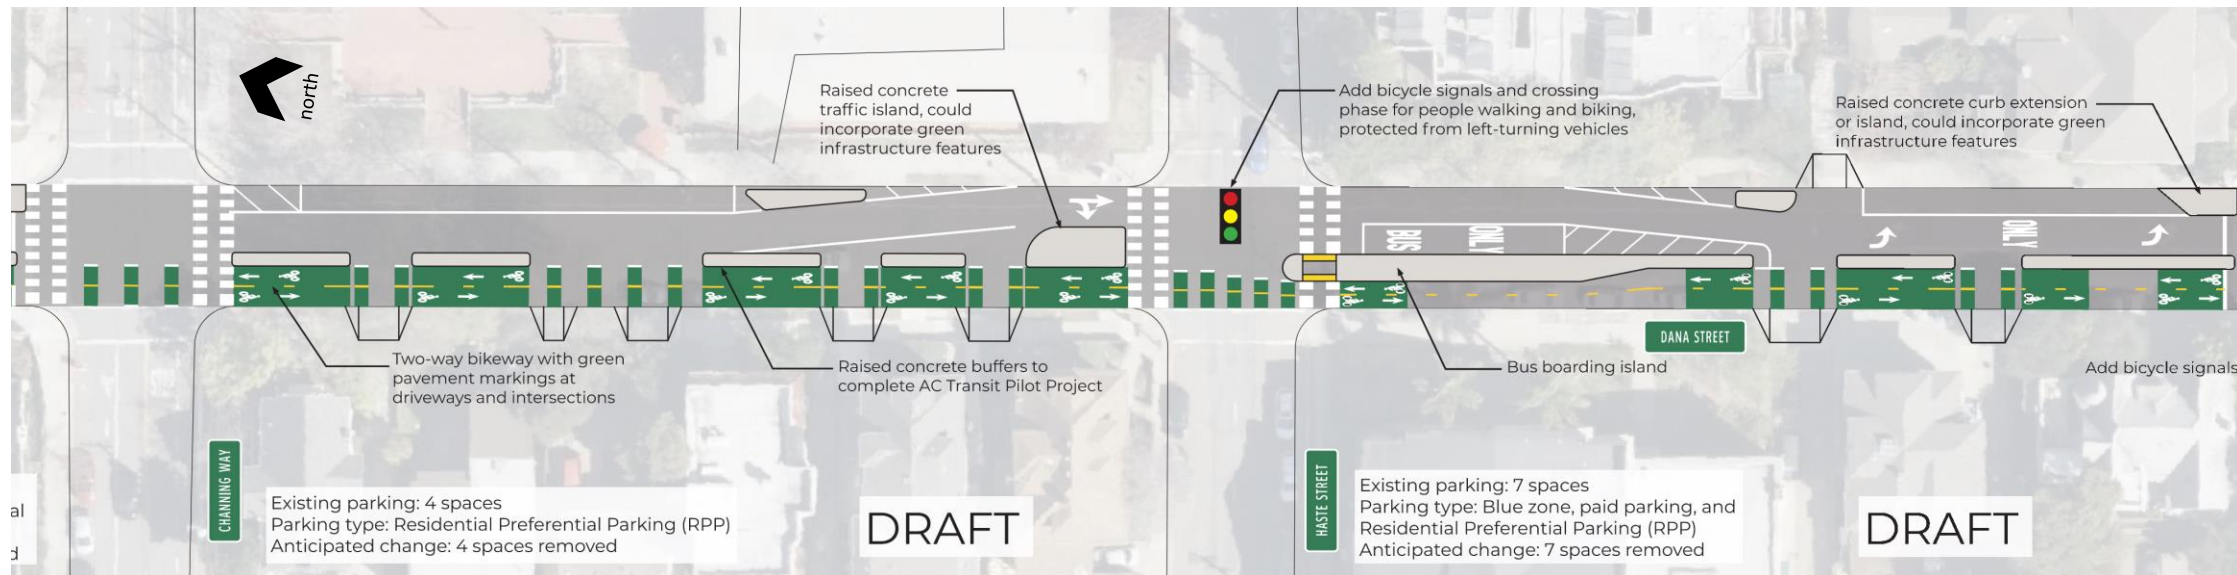 north
Raised concrete
traffic island, could
incorporate green
infrastructure features
Add bicycle signals and crossing
phase for people walking and biking,
protected from left-turning vehicles
Raised concrete curb extension
or island, could incorporate green
infrastructure features
BUS
ONLY
ONLY
DANA STREET
Two-way bikeway with green
pavement markings at
driveways and intersections
Raised concrete buffers to
complete AC Transit Pilot Project
Bus boarding island
Add bicycle signals
CHANNING WAY
Existing parking: 4 spaces
Parking type: Residential Preferential Parking (RPP)
Anticipated change: 4 spaces removed
DRAFT
HASTE STREET
Existing parking: 7 spaces
Parking type: Blue zone, paid parking, and
Residential Preferential Parking (RPP)
Anticipated change: 7 spaces removed
DRAFT
al
d